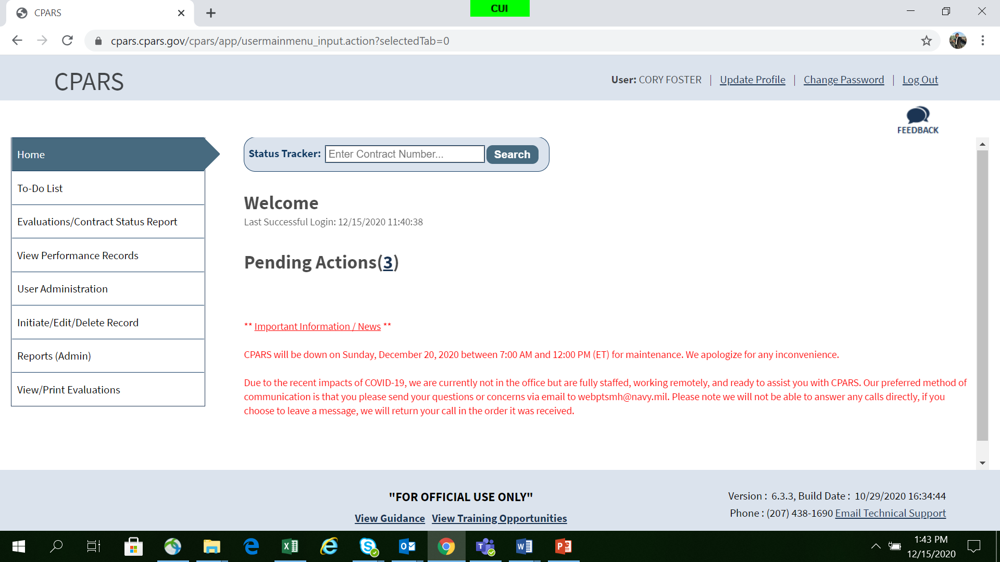 CPARS
CUI
cpars.cpars.gov/cpars/app/usermainmenu_input.action?selectedTab=0
CPARS
User: CORY FOSTER | Update Profile | Change Password | Log Out
FEEDBACK
Home
To-Do List
Evaluations/Contract Status Report
View Performance Records
User Administration
Initiate/Edit/Delete Record
Reports (Admin)
View/Print Evaluations
Status Tracker: Enter Contract Number... Search
Welcome
Last Successful Login: 12/15/2020 11:40:38
Pending Actions(3)
** Important Information / News **
CPARS will be down on Sunday, December 20, 2020 between 7:00 AM and 12:00 PM (ET) for maintenance. We apologize for any inconvenience.
Due to the recent impacts of COVID-19, we are currently not in the office but are fully staffed, working remotely, and ready to assist you with CPARS. Our preferred method of
communication is that you please send your questions or concerns via email to webptsmh@navy.mil. Please note we will not be able to answer any calls directly, if you
choose to leave a message, we will return your call in the order it was received.
"FOR OFFICIAL USE ONLY"
View Guidance View Training Opportunities
Version : 6.3.3, Build Date : 10/29/2020 16:34:44
Phone : (207) 438-1690 Email Technical Support
1:43 PM
12/15/2020